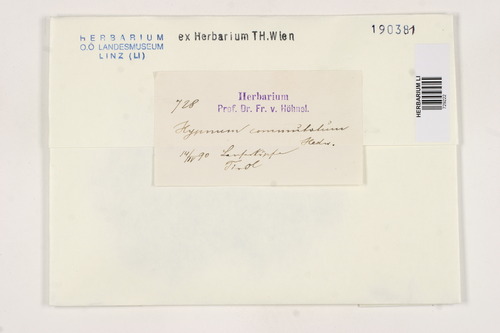 HERBARIUM
O.Ö LANDESMUSEUM
LINZ (LI)
ex Herbarium TH.Wien
190381
HERBARIUM LI
Herbarium
Prof. Dr. Fr. v. Höhnel.
728
Hypnum commutatum
Hedw.
90
Tirol